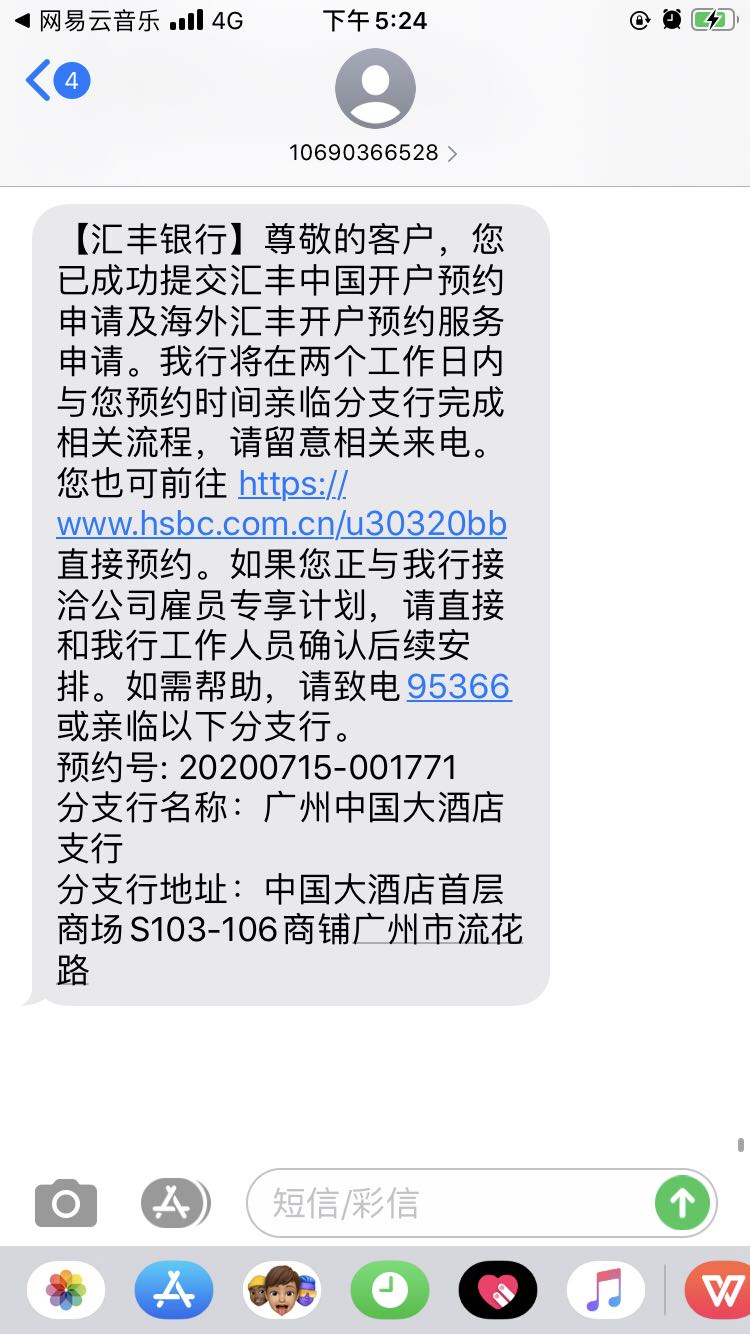 网易云音乐 4G 下午5:24
4
10690366528
【汇丰银行】尊敬的客户，您
已成功提交汇丰中国开户预约
申请及海外汇丰开户预约服务
申请。我行将在两个工作日内
与您预约时间亲临分支行完成
相关流程，请留意相关来电。
您也可前往 https://
www.hsbc.com.cn/u30320bb
直接预约。如果您正与我行接
洽公司雇员专享计划，请直接
和我行工作人员确认后续安
排。如需帮助，请致电95366
或亲临以下分支行。
预约号: 20200715-001771
分支行名称：广州中国大酒店
支行
分支行地址：中国大酒店首层
商场S103-106商铺广州市流花
路
短信/彩信